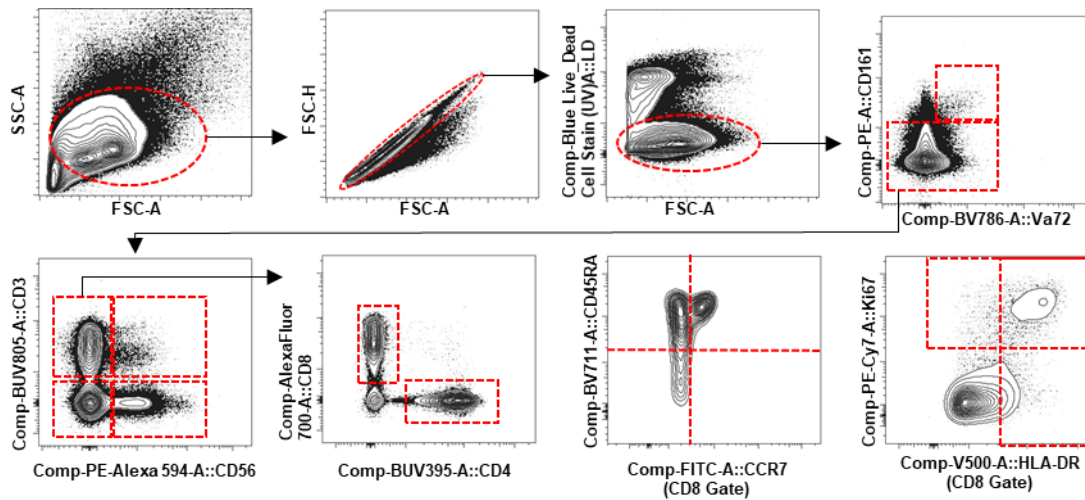 SSC-A
FSC-A
FSC-H
FSC-A
Comp-Blue Live_Dead
Cell Stain (UV)A::LD
FSC-A
Comp-PE-A::CD161
Comp-BV786-A::Va72
Comp-BUV805-A::CD3
Comp-PE-Alexa 594-A::CD56
Comp-AlexaFluor
700-A::CD8
Comp-BUV395-A::CD4
Comp-BV711-A::CD45RA
Comp-FITC-A::CCR7
(CD8 Gate)
Comp-PE-Cy7-A::Ki67
Comp-V500-A::HLA-DR
(CD8 Gate)